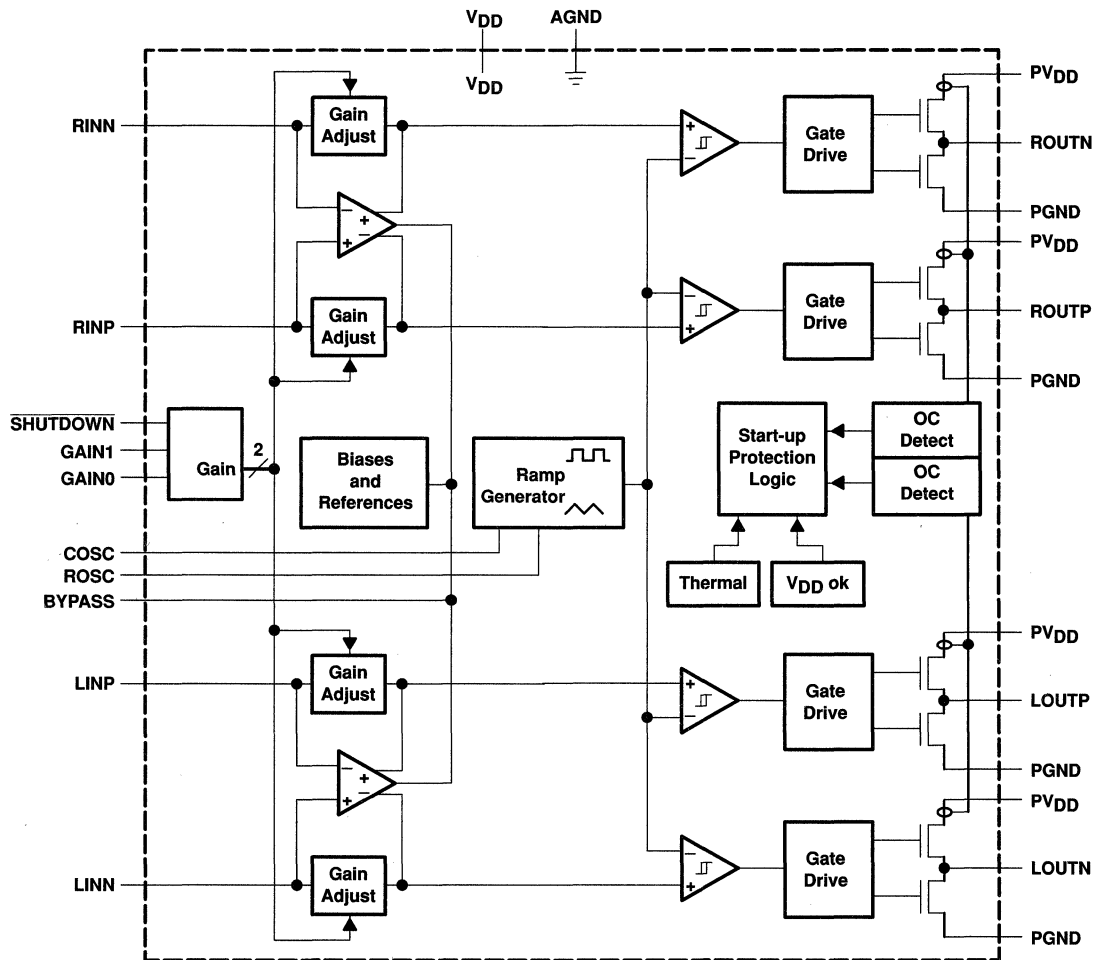 VDD
AGND
VDD
PVDD
RINN
Gain
Adjust
+
−
Gate
Drive
ROUTN
−
+
−
+
PGND
PVDD
RINP
Gain
Adjust
−
+
Gate
Drive
ROUTP
PGND
SHUTDOWN
GAIN1
GAIN0
Gain
2
Biases
and
References
Ramp
Generator
Start-up
Protection
Logic
OC
Detect
OC
Detect
COSC
ROSC
BYPASS
Thermal
VDD ok
PVDD
LINP
Gain
Adjust
+
−
Gate
Drive
LOUTP
−
+
−
+
PGND
PVDD
LINN
Gain
Adjust
−
+
Gate
Drive
LOUTN
PGND